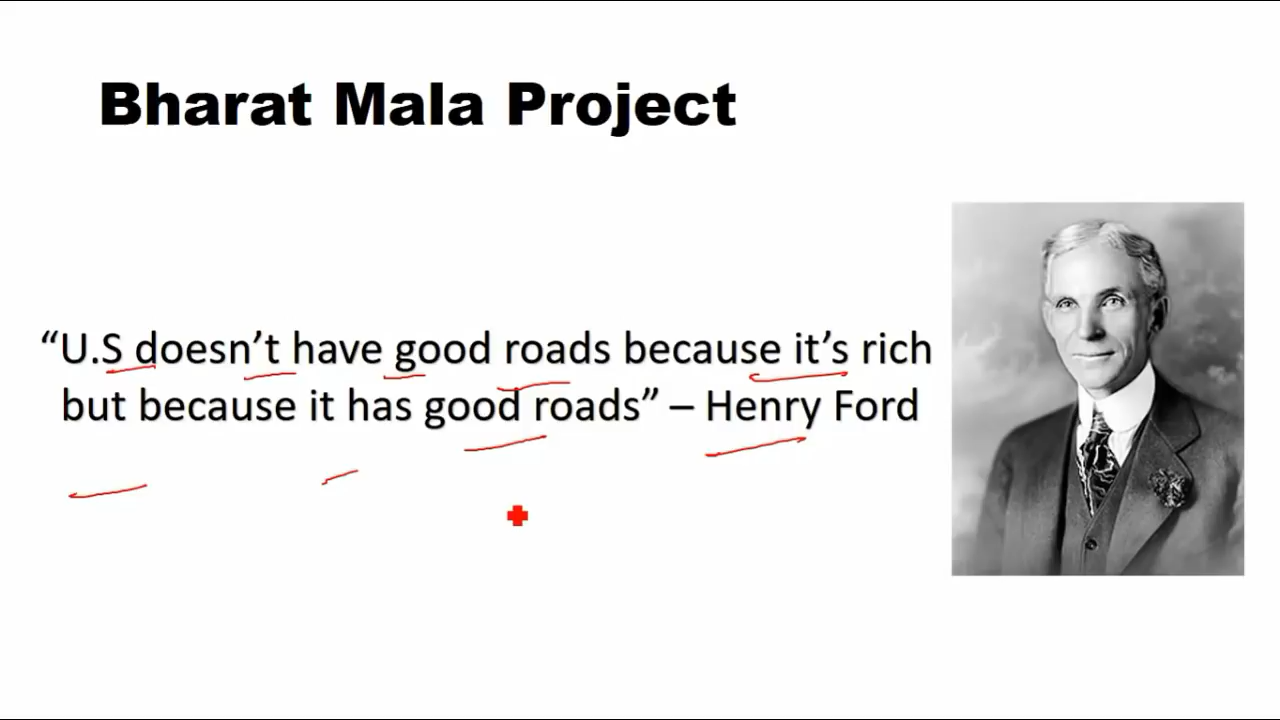 Bharat Mala Project
“U.S doesn’t have good roads because it’s rich
but because it has good roads” – Henry Ford